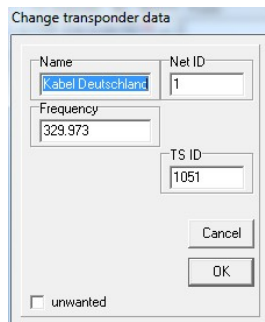 Change transponder data
Name
Net ID
Kabel Deutschland
1
Frequency
329.973
TS ID
1051
Cancel
OK
unwanted